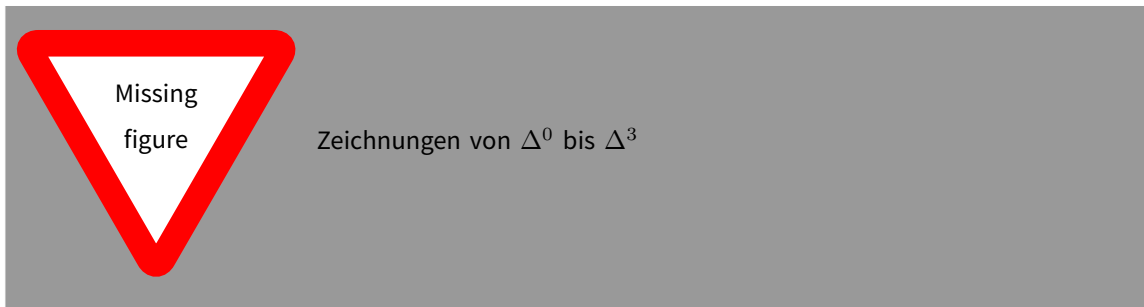 Missing
figure
Zeichnungen von Δ⁰ bis Δ³